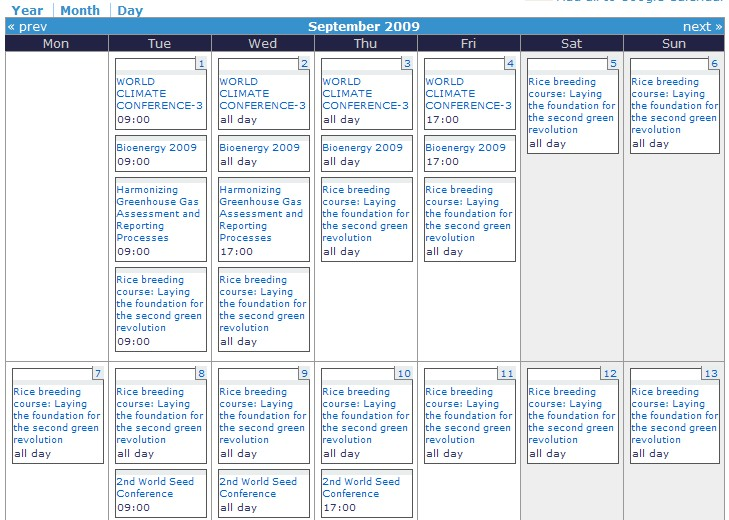 Year Month Day
« prev September 2009 next »
Mon Tue Wed Thu Fri Sat Sun
1
WORLD
CLIMATE
CONFERENCE-3
09:00
Bioenergy 2009
09:00
Harmonizing
Greenhouse Gas
Assessment and
Reporting
Processes
09:00
Rice breeding
course: Laying
the foundation for
the second green
revolution
09:00
2
WORLD
CLIMATE
CONFERENCE-3
all day
Bioenergy 2009
all day
Harmonizing
Greenhouse Gas
Assessment and
Reporting
Processes
17:00
Rice breeding
course: Laying
the foundation for
the second green
revolution
all day
3
WORLD
CLIMATE
CONFERENCE-3
all day
Bioenergy 2009
all day
Rice breeding
course: Laying
the foundation for
the second green
revolution
all day
4
WORLD
CLIMATE
CONFERENCE-3
17:00
Bioenergy 2009
17:00
Rice breeding
course: Laying
the foundation for
the second green
revolution
all day
5
Rice breeding
course: Laying
the foundation for
the second green
revolution
all day
6
Rice breeding
course: Laying
the foundation for
the second green
revolution
all day
7
Rice breeding
course: Laying
the foundation for
the second green
revolution
all day
8
Rice breeding
course: Laying
the foundation for
the second green
revolution
all day
2nd World Seed
Conference
09:00
9
Rice breeding
course: Laying
the foundation for
the second green
revolution
all day
2nd World Seed
Conference
all day
10
Rice breeding
course: Laying
the foundation for
the second green
revolution
all day
2nd World Seed
Conference
17:00
11
Rice breeding
course: Laying
the foundation for
the second green
revolution
all day
12
Rice breeding
course: Laying
the foundation for
the second green
revolution
all day
13
Rice breeding
course: Laying
the foundation for
the second green
revolution
all day